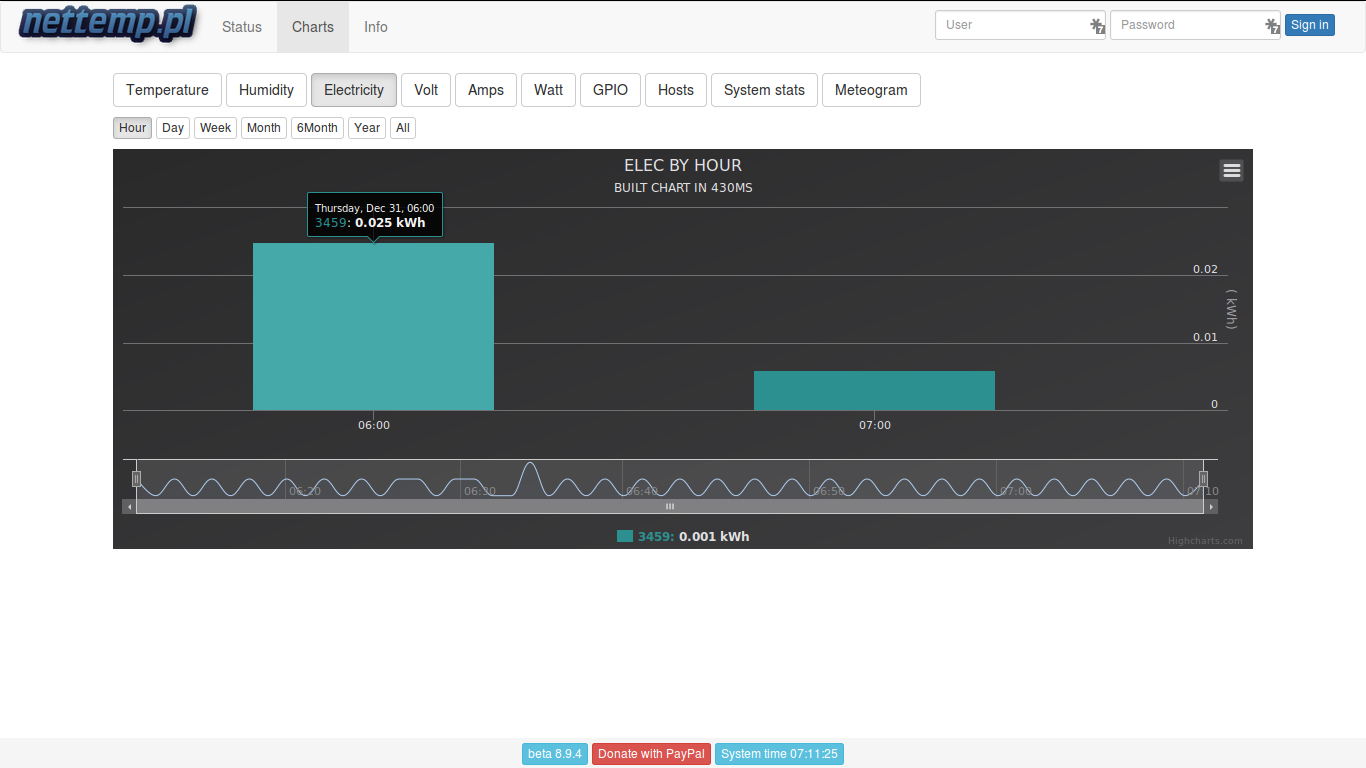 nettemp.pl Status Charts Info User Password Sign in
Temperature Humidity Electricity Volt Amps Watt GPIO Hosts System stats Meteogram
Hour Day Week Month 6Month Year All
ELEC BY HOUR
BUILT CHART IN 430MS
Thursday, Dec 31, 06:00
3459: 0.025 kWh
0.02
( kWh)
0.01
0
06:00 07:00
06:20 06:30 06:40 06:50 07:00 07:10
3459: 0.001 kWh
Highcharts.com
beta 8.9.4 Donate with PayPal System time 07:11:25